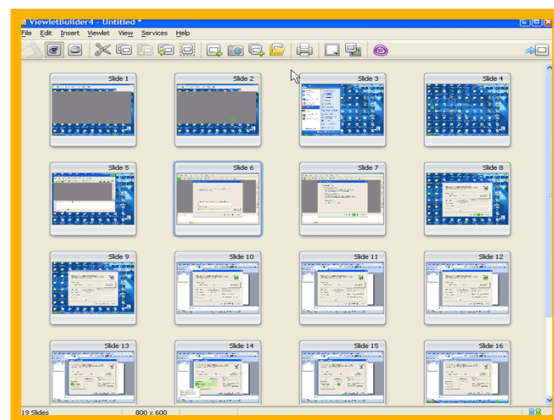 ViewletBuilder4 - Untitled *
File Edit Insert Viewlet View Services Help
Slide 1 Slide 2 Slide 3 Slide 4
Slide 5 Slide 6 Slide 7 Slide 8
Slide 9 Slide 10 Slide 11 Slide 12
Slide 13 Slide 14 Slide 15 Slide 16
19 Slides 800 x 600